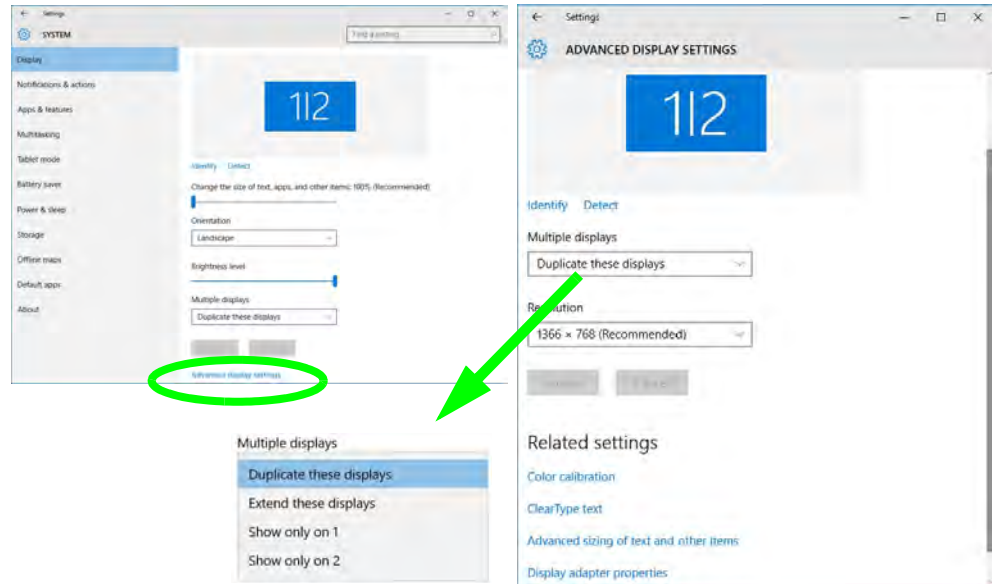 Settings
SYSTEM
Find a setting
Display
Notifications & actions
Apps & features
Multitasking
Tablet mode
Battery saver
Power & sleep
Storage
Offline maps
Default apps
About
1|2
Identify Detect
Change the size of text, apps, and other items: 100% (Recommended)
Orientation
Landscape
Brightness level
Multiple displays
Duplicate these displays
Advanced display settings
Multiple displays
Duplicate these displays
Extend these displays
Show only on 1
Show only on 2
Settings
ADVANCED DISPLAY SETTINGS
1|2
Identify Detect
Multiple displays
Duplicate these displays
Resolution
1366 × 768 (Recommended)
Related settings
Color calibration
ClearType text
Advanced sizing of text and other items
Display adapter properties